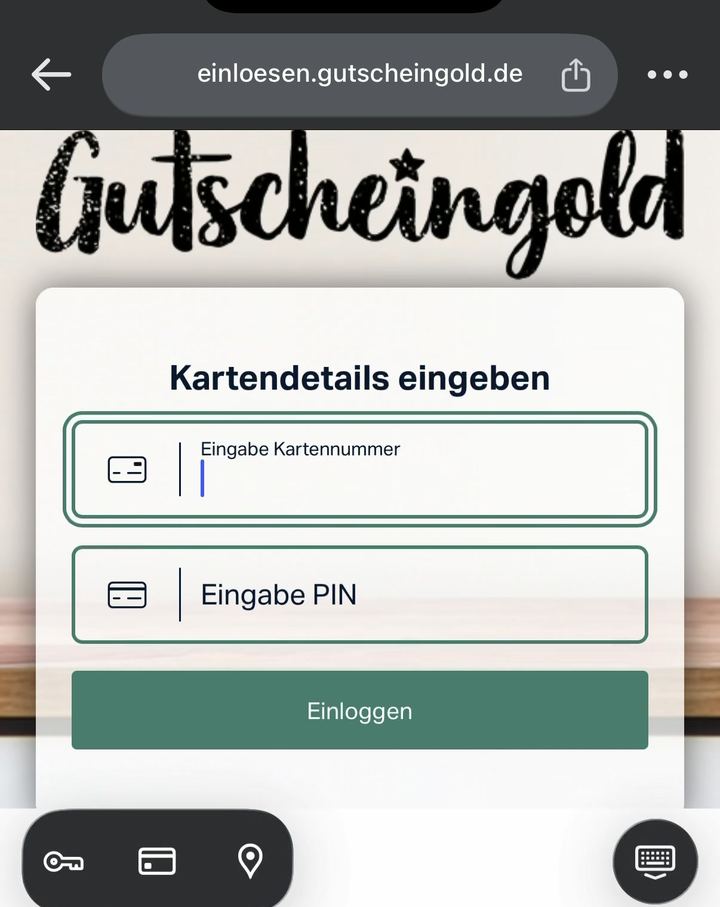 einloesen.gutscheingold.de
Gutscheingold
Kartendetails eingeben
Eingabe Kartennummer
Eingabe PIN
Einloggen